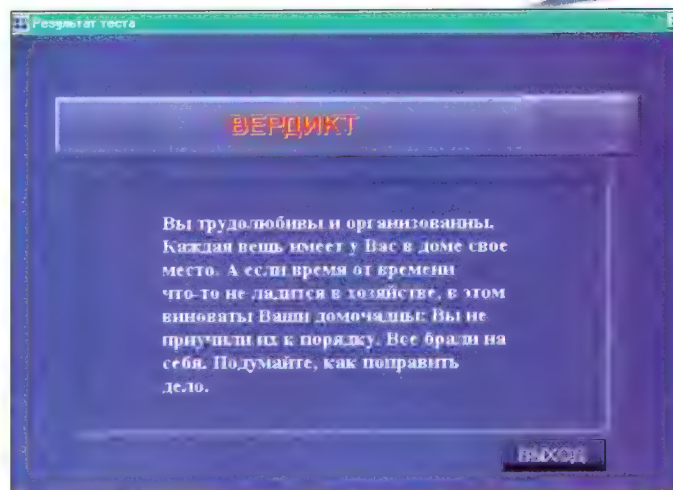 Результат теста
ВЕРДИКТ
Вы трудолюбивы и организованны.
Каждая вещь имеет у Вас в доме свое
место. А если время от времени
что-то не ладится в хозяйстве, в этом
виноваты Ваши домочадцы: Вы не
приучили их к порядку. Все брали на
себя. Подумайте, как поправить
дело.
ВЫХОД